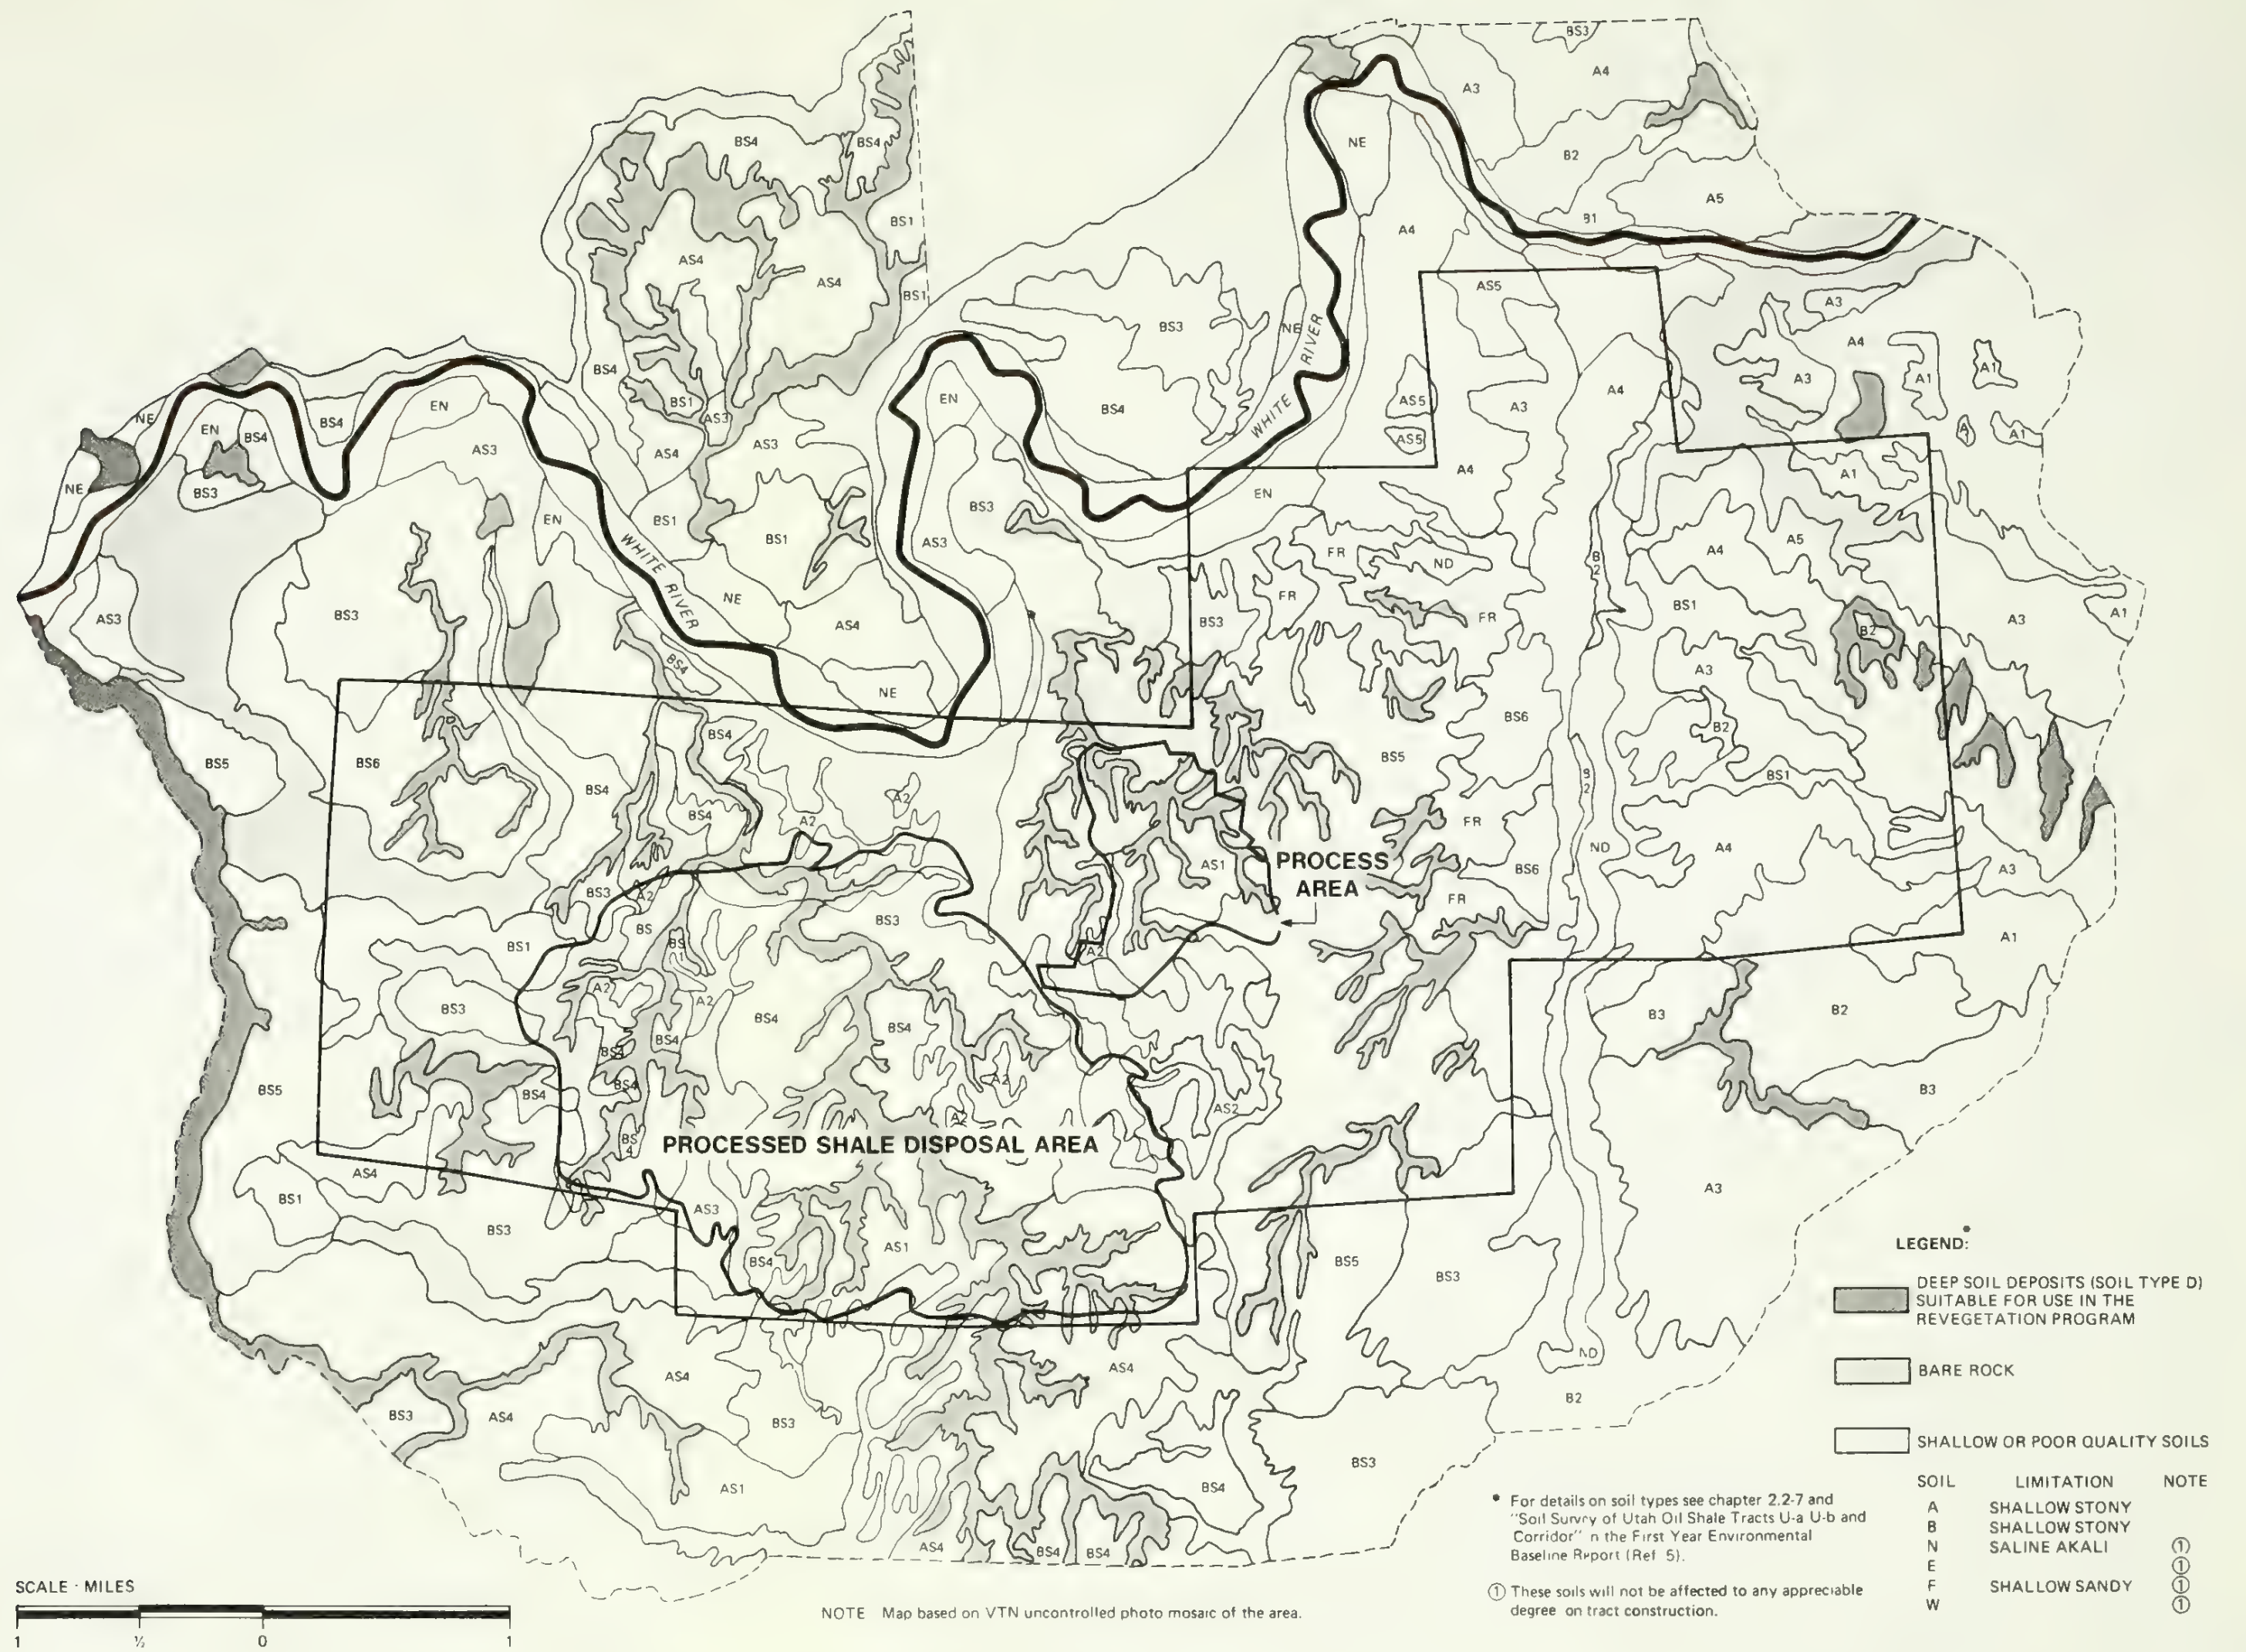 BS3
A4
A3
BS4
BS4
NE
B2
A5
BS1
B1
A4
AS4
AS4
BS1
AS5
A3
BS3
NE
WHITE RIVER
A4
BS4
A3
A1
A1
A4
BS1
AS3
EN
BS4
AS5
A3
NE
EN
BS4
BS4
EN
AS3
AS4
AS3
AS5
A1
A4
A1
NE
BS3
EN
BS3
EN
BS1
BS1
AS3
A4
A5
WHITE RIVER
FR
ND
B2
FR
NE
BS1
AS3
BS3
AS4
BS3
FR
B2
A3
A1
BS4
NE
A3
BS6
B2
BS4
BS5
BS6
BS5
BS1
BS4
B2
A2
BS4
A2
FR
ND
A4
PROCESS
AREA
AS1
BS6
A3
BS3
A2
FR
BS3
BS
BS
BS1
A2
A1
A2
A2
BS3
BS4
BS4
B3
B2
BS4
BS4
BS4
A2
BS5
BS4
A2
AS2
B3
BS
4
PROCESSED SHALE DISPOSAL AREA
AS4
BS1
A3
AS3
BS3
AS1
BS4
BS5
BS3
AS4
AS4
ND
B2
BS3
AS4
BS3
BS3
AS1
BS4
AS4
BS4
BS4
LEGEND:
DEEP SOIL DEPOSITS (SOIL TYPE D)
SUITABLE FOR USE IN THE
REVEGETATION PROGRAM
BARE ROCK
SHALLOW OR POOR QUALITY SOILS
SOIL LIMITATION NOTE
A SHALLOW STONY
B SHALLOW STONY
N SALINE AKALI ①
E ①
F SHALLOW SANDY ①
W ①
• For details on soil types see chapter 2.2-7 and
"Soil Survey of Utah Oil Shale Tracts U-a U-b and
Corridor" n the First Year Environmental
Baseline Report (Ref 5).
① These soils will not be affected to any appreciable
degree on tract construction.
SCALE · MILES
1 ½ 0 1
NOTE Map based on VTN uncontrolled photo mosaic of the area.